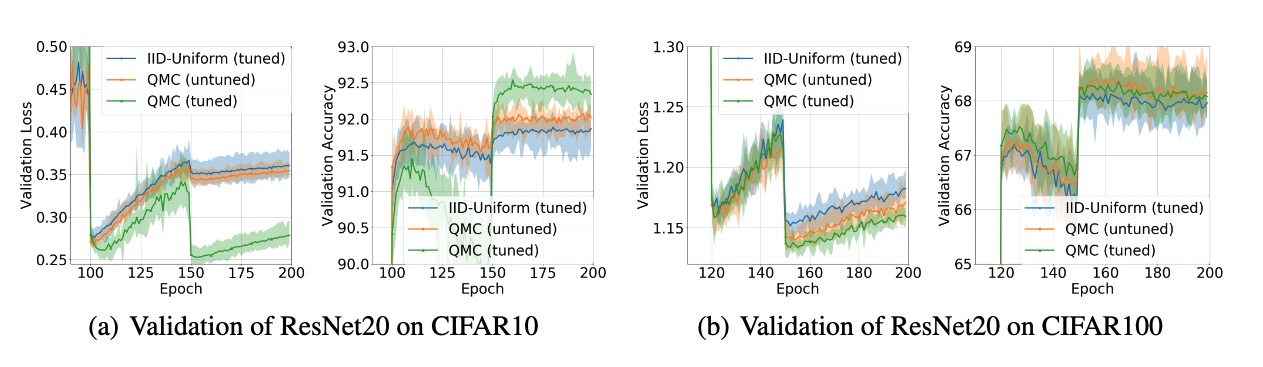 0.50
0.45
0.40
0.35
0.30
0.25
Validation Loss
IID-Uniform (tuned)
QMC (untuned)
QMC (tuned)
100 125 150 175 200
Epoch
93.0
92.5
92.0
91.5
91.0
90.5
90.0
Validation Accuracy
IID-Uniform (tuned)
QMC (untuned)
QMC (tuned)
100 125 150 175 200
Epoch
(a) Validation of ResNet20 on CIFAR10
1.30
1.25
1.20
1.15
Validation Loss
IID-Uniform (tuned)
QMC (untuned)
QMC (tuned)
120 140 160 180 200
Epoch
69
68
67
66
65
Validation Accuracy
IID-Uniform (tuned)
QMC (untuned)
QMC (tuned)
120 140 160 180 200
Epoch
(b) Validation of ResNet20 on CIFAR100